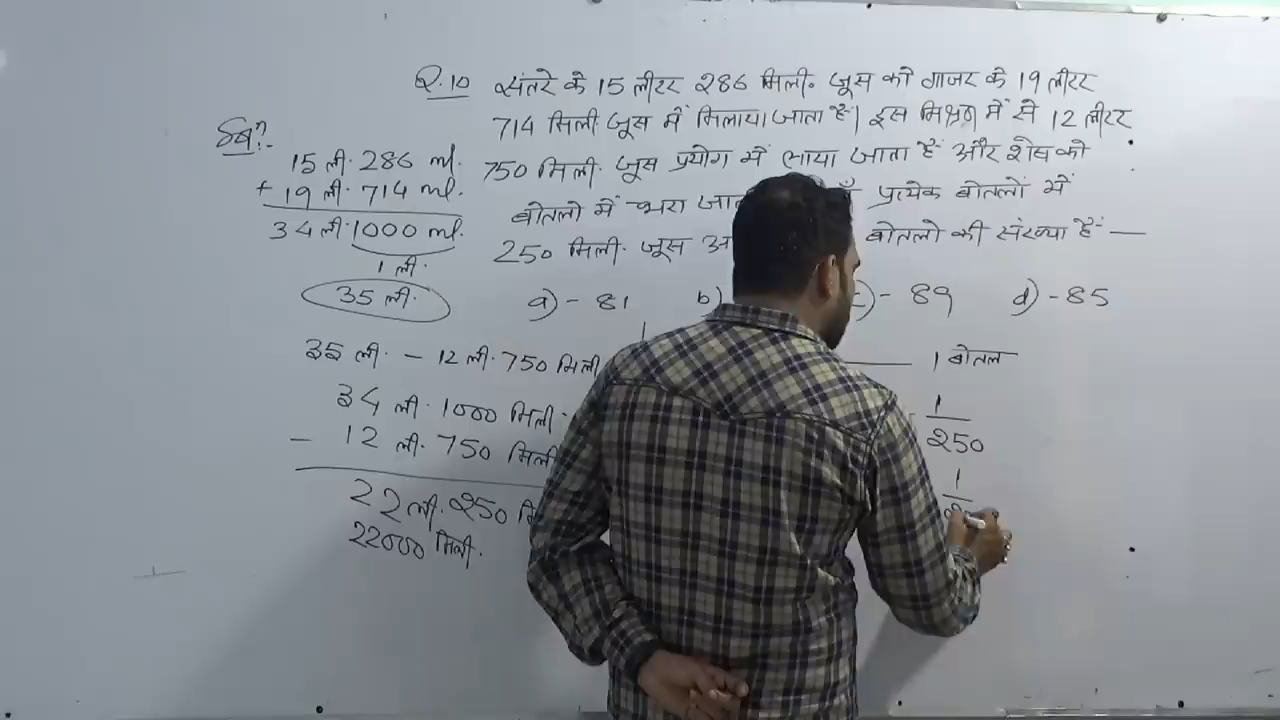 Q.10 संतरे के 15 लीटर 286 मिली॰ जूस को गाजर के 19 लीटर
714 मिली. जूस में मिलाया जाता है। इस मिश्रण में से 12 लीटर
750 मिली. जूस प्रयोग में लाया जाता है और शेष को
बोतलो में भरा प्रत्येक बोतलों में
250 मिली. जूस बोतलो की संख्या है -
a) - 81 b) - 89 d) - 85
हल:-
15 ली. 286 ml.
+ 19 ली. 714 ml.
34 ली. 1000 ml.
1 ली.
35 ली.
35 ली. - 12 ली. 750 मिली
34 ली. 1000 मिली.
- 12 ली. 750 मिली
22 ली. 250
22000 मिली.
1 बोतल
1
250
1